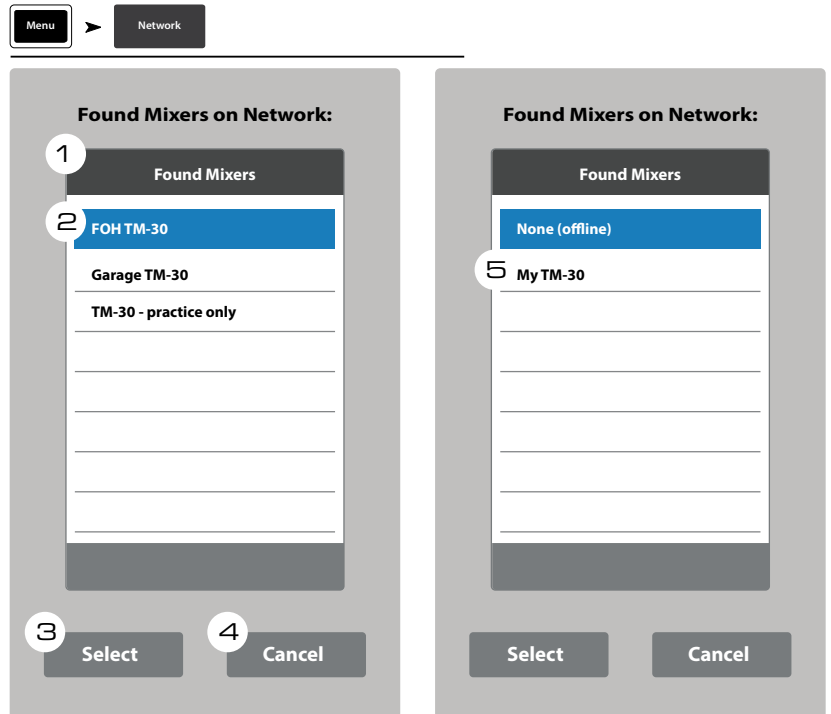 Menu
Network
Found Mixers on Network:
1
Found Mixers
2
FOH TM-30
Garage TM-30
TM-30 - practice only
3
Select
4
Cancel
Found Mixers on Network:
Found Mixers
None (offline)
5
My TM-30
Select
Cancel